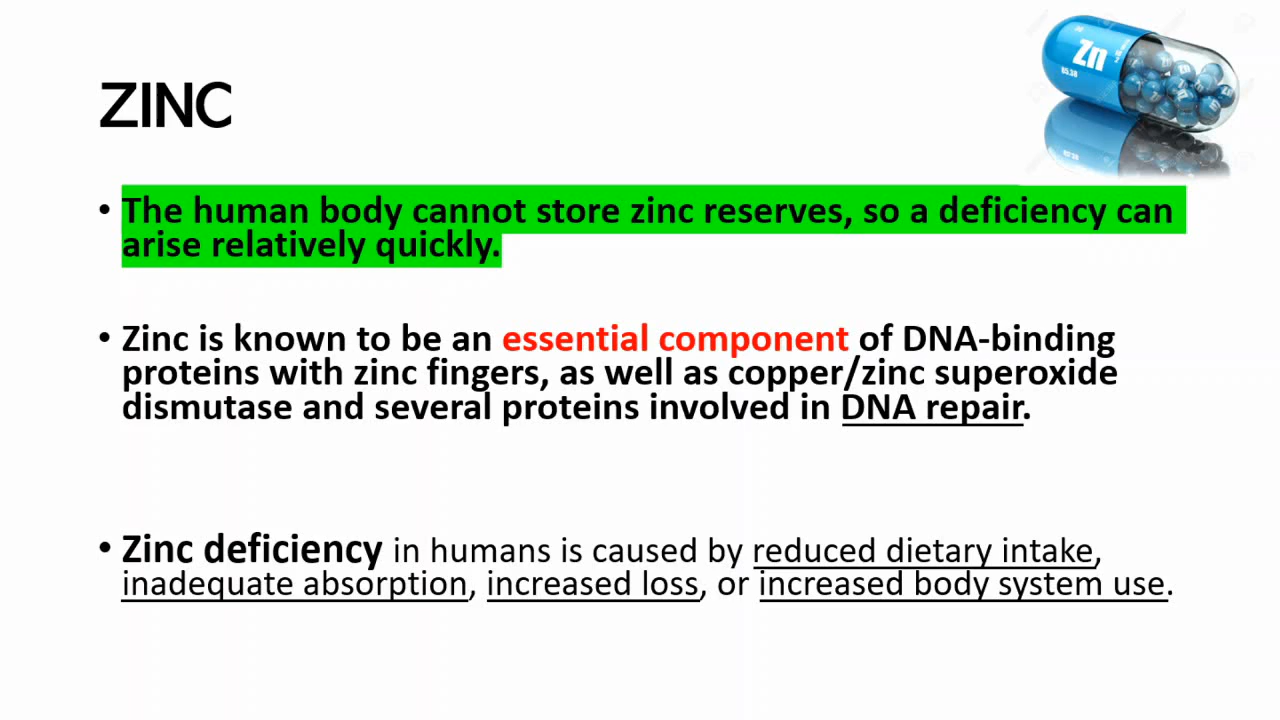 Zn
65.38
ZINC
• The human body cannot store zinc reserves, so a deficiency can
arise relatively quickly.
• Zinc is known to be an essential component of DNA-binding
proteins with zinc fingers, as well as copper/zinc superoxide
dismutase and several proteins involved in DNA repair.
• Zinc deficiency in humans is caused by reduced dietary intake,
inadequate absorption, increased loss, or increased body system use.